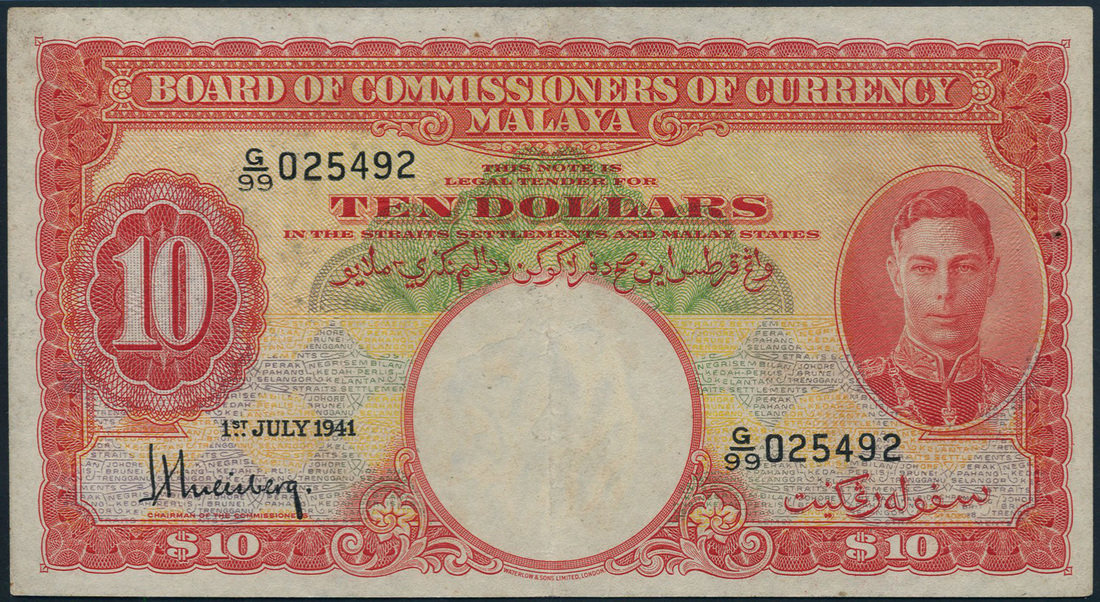 BOARD OF COMMISSIONERS OF CURRENCY
MALAYA
G/99 025492
THIS NOTE IS
LEGAL TENDER FOR
TEN DOLLARS
IN THE STRAITS SETTLEMENTS AND MALAY STATES
10
1ST JULY 1941
G/99 025492
CHAIRMAN OF THE COMMISSIONERS
سڤوله رڠݢيت
$10
$10
WATERLOW & SONS LIMITED, LONDON